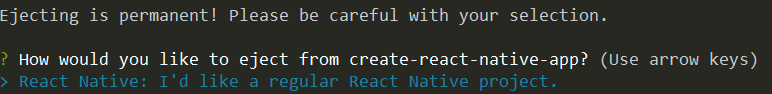 Ejecting is permanent! Please be careful with your selection.
? How would you like to eject from create-react-native-app? (Use arrow keys)
> React Native: I'd like a regular React Native project.